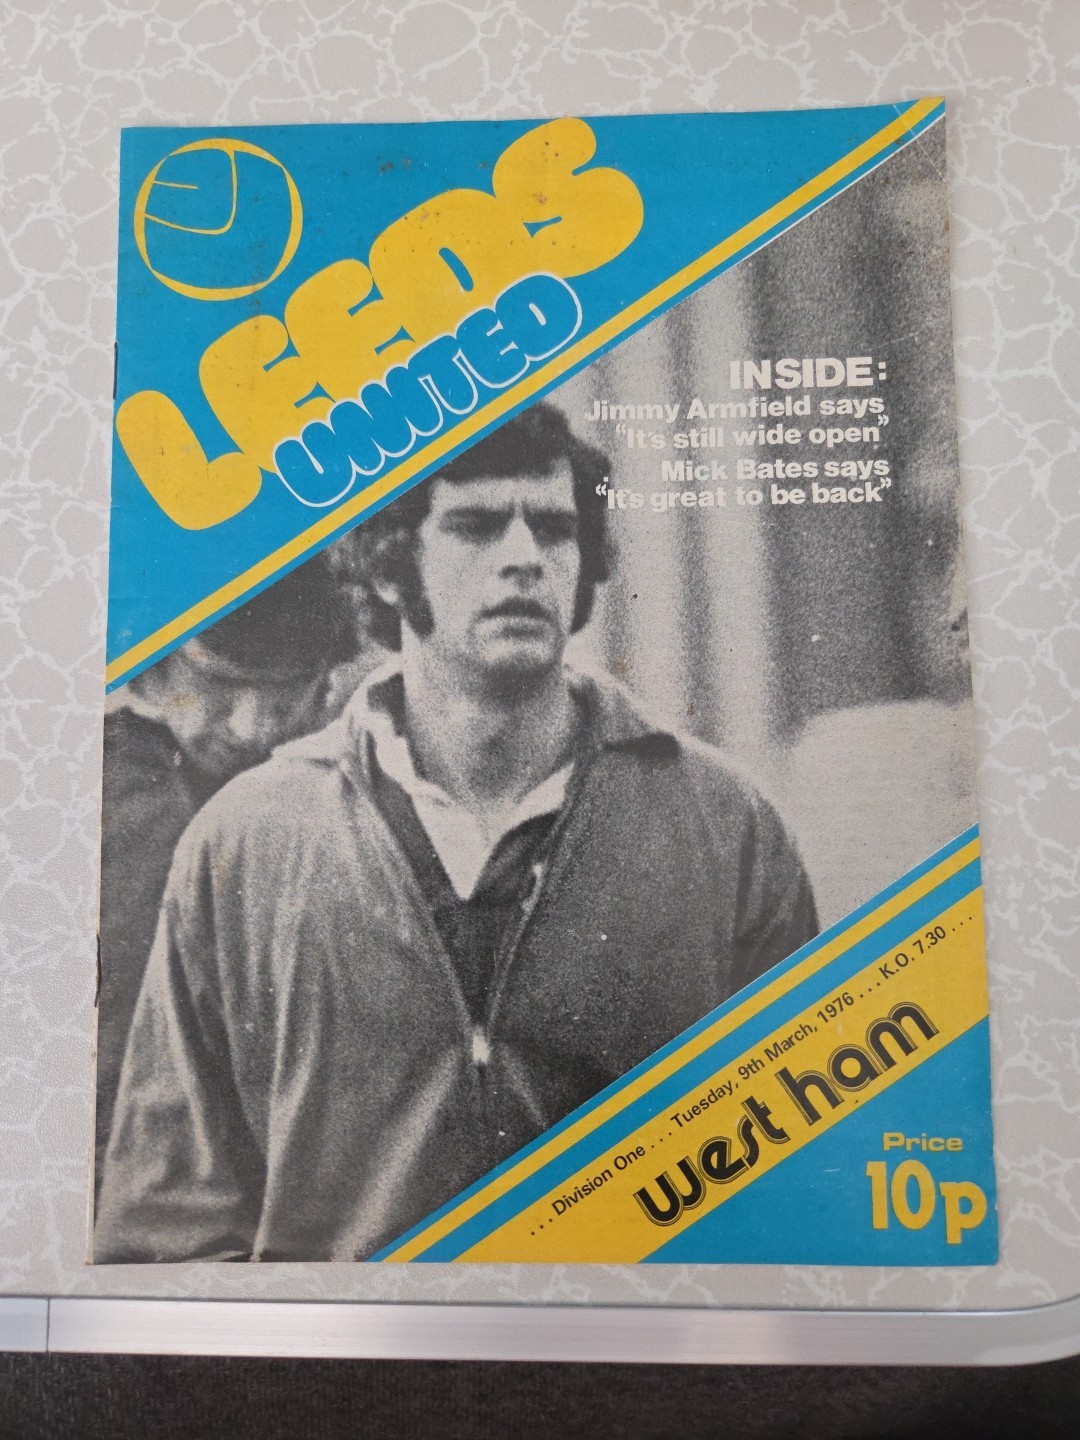 LEEDS
UNITED
INSIDE:
Jimmy Armfield says
"It's still wide open"
Mick Bates says
"It's great to be back"
... Division One ... Tuesday, 9th March, 1976 ... K.O. 7.30 ...
west ham
Price
10p